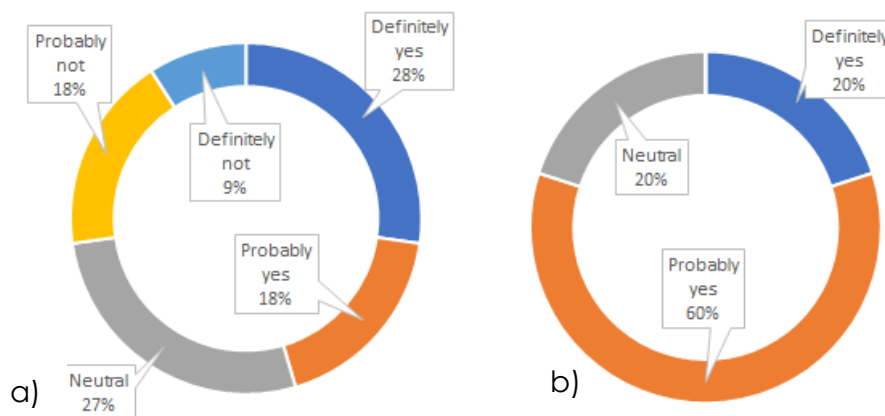 Definitely
yes
28%
Probably
not
18%
Definitely
not
9%
Probably
yes
18%
Neutral
27%
a)
Definitely
yes
20%
Neutral
20%
Probably
yes
60%
b)